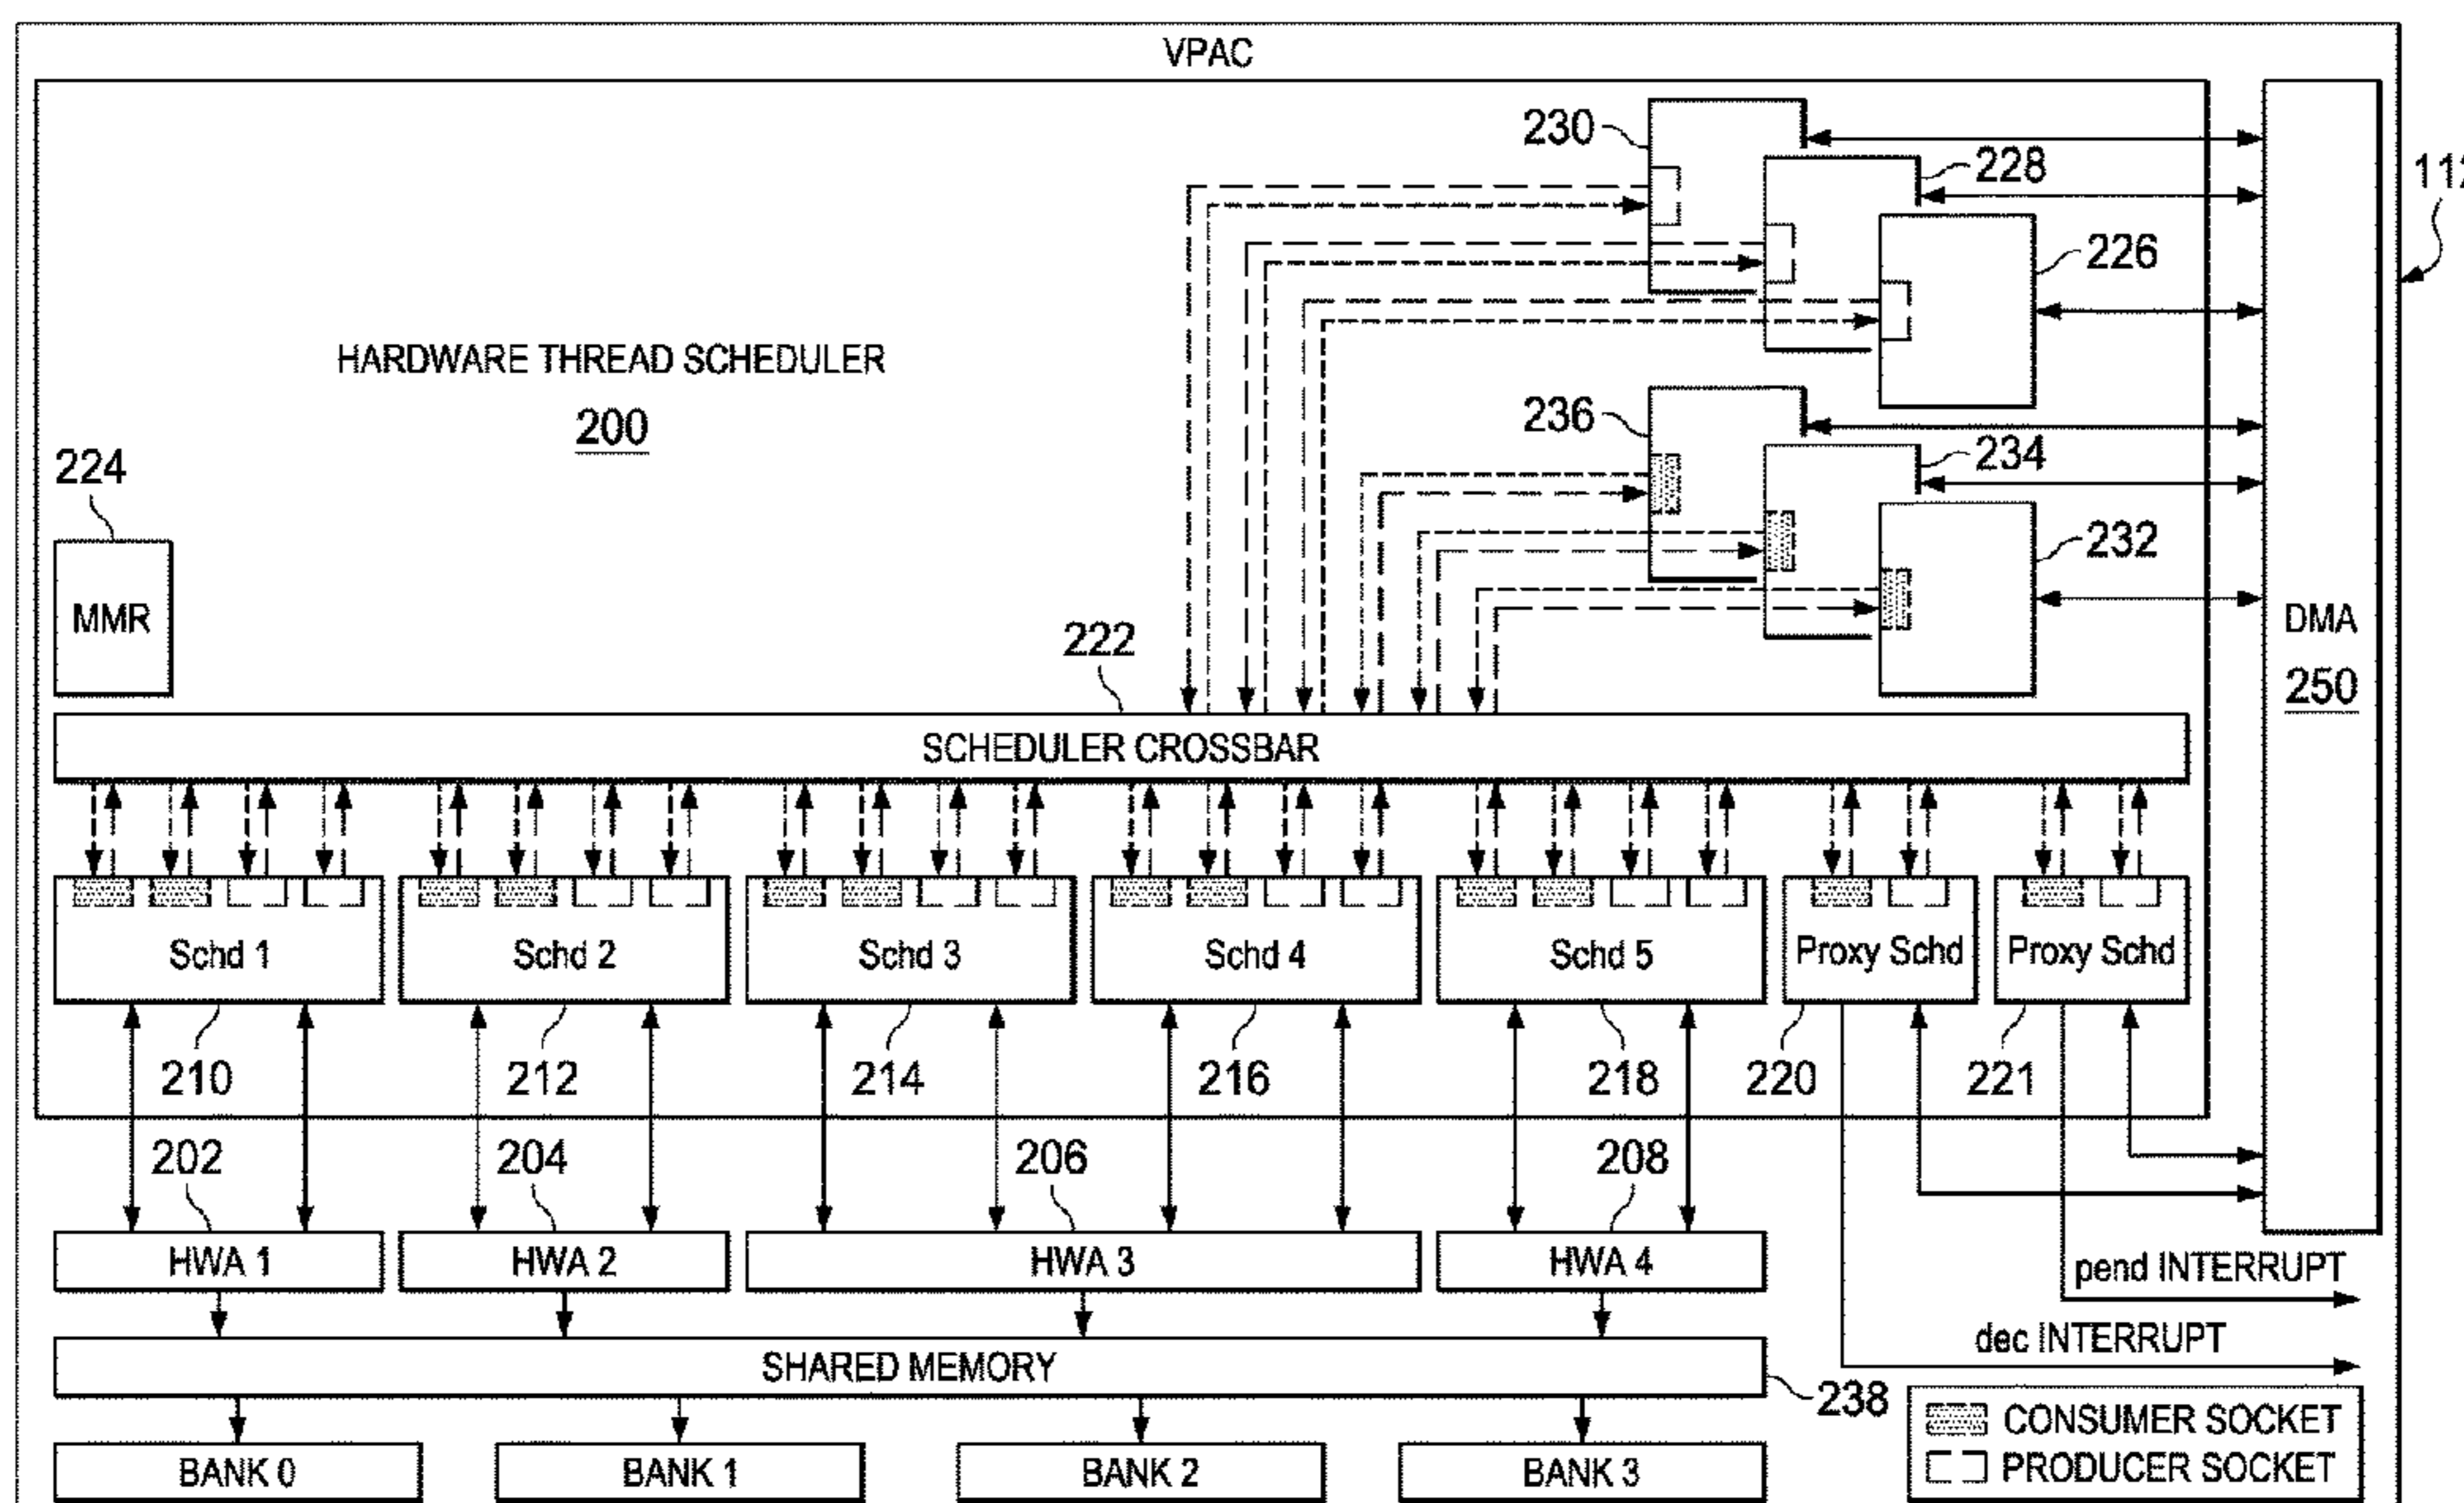 VPAC
230
228
112
226
HARDWARE THREAD SCHEDULER
200
236
234
224
232
MMR
DMA
250
222
SCHEDULER CROSSBAR
Schd 1
Schd 2
Schd 3
Schd 4
Schd 5
Proxy Schd
Proxy Schd
210
212
214
216
218
220
221
202
204
206
208
HWA 1
HWA 2
HWA 3
HWA 4
pend INTERRUPT
dec INTERRUPT
SHARED MEMORY
238
CONSUMER SOCKET
PRODUCER SOCKET
BANK 0
BANK 1
BANK 2
BANK 3